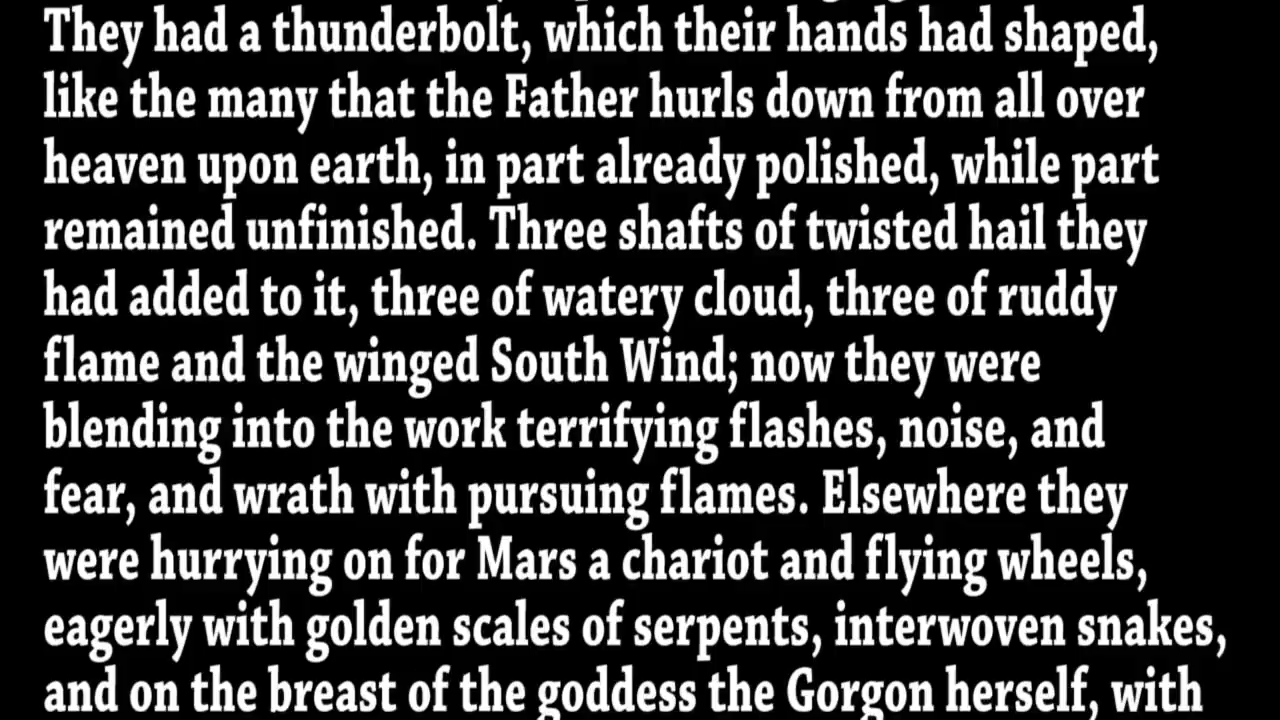 They had a thunderbolt, which their hands had shaped,
like the many that the Father hurls down from all over
heaven upon earth, in part already polished, while part
remained unfinished. Three shafts of twisted hail they
had added to it, three of watery cloud, three of ruddy
flame and the winged South Wind; now they were
blending into the work terrifying flashes, noise, and
fear, and wrath with pursuing flames. Elsewhere they
were hurrying on for Mars a chariot and flying wheels,
eagerly with golden scales of serpents, interwoven snakes,
and on the breast of the goddess the Gorgon herself, with